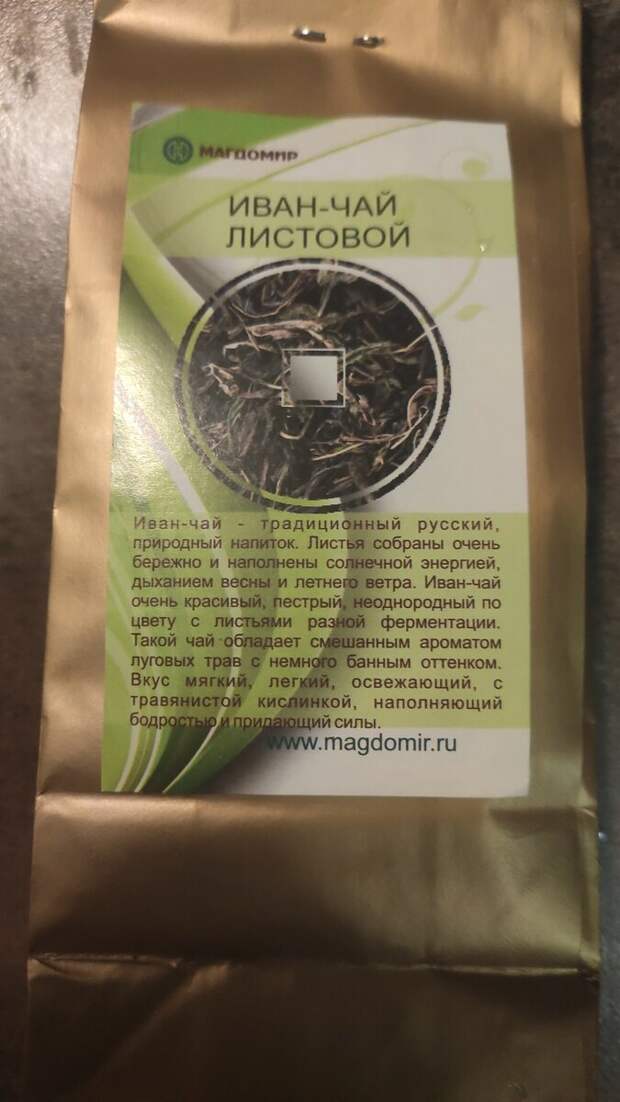 МАГДОМИР
ИВАН-ЧАЙ
ЛИСТОВОЙ
Иван-чай - традиционный русский,
природный напиток. Листья собраны очень
бережно и наполнены солнечной энергией,
дыханием весны и летнего ветра. Иван-чай
очень красивый, пестрый, неоднородный по
цвету с листьями разной ферментации.
Такой чай обладает смешанным ароматом
луговых трав с немного банным оттенком.
Вкус мягкий, легкий, освежающий, с
травянистой кислинкой, наполняющий
бодростью и придающий силы.
www.magdomir.ru